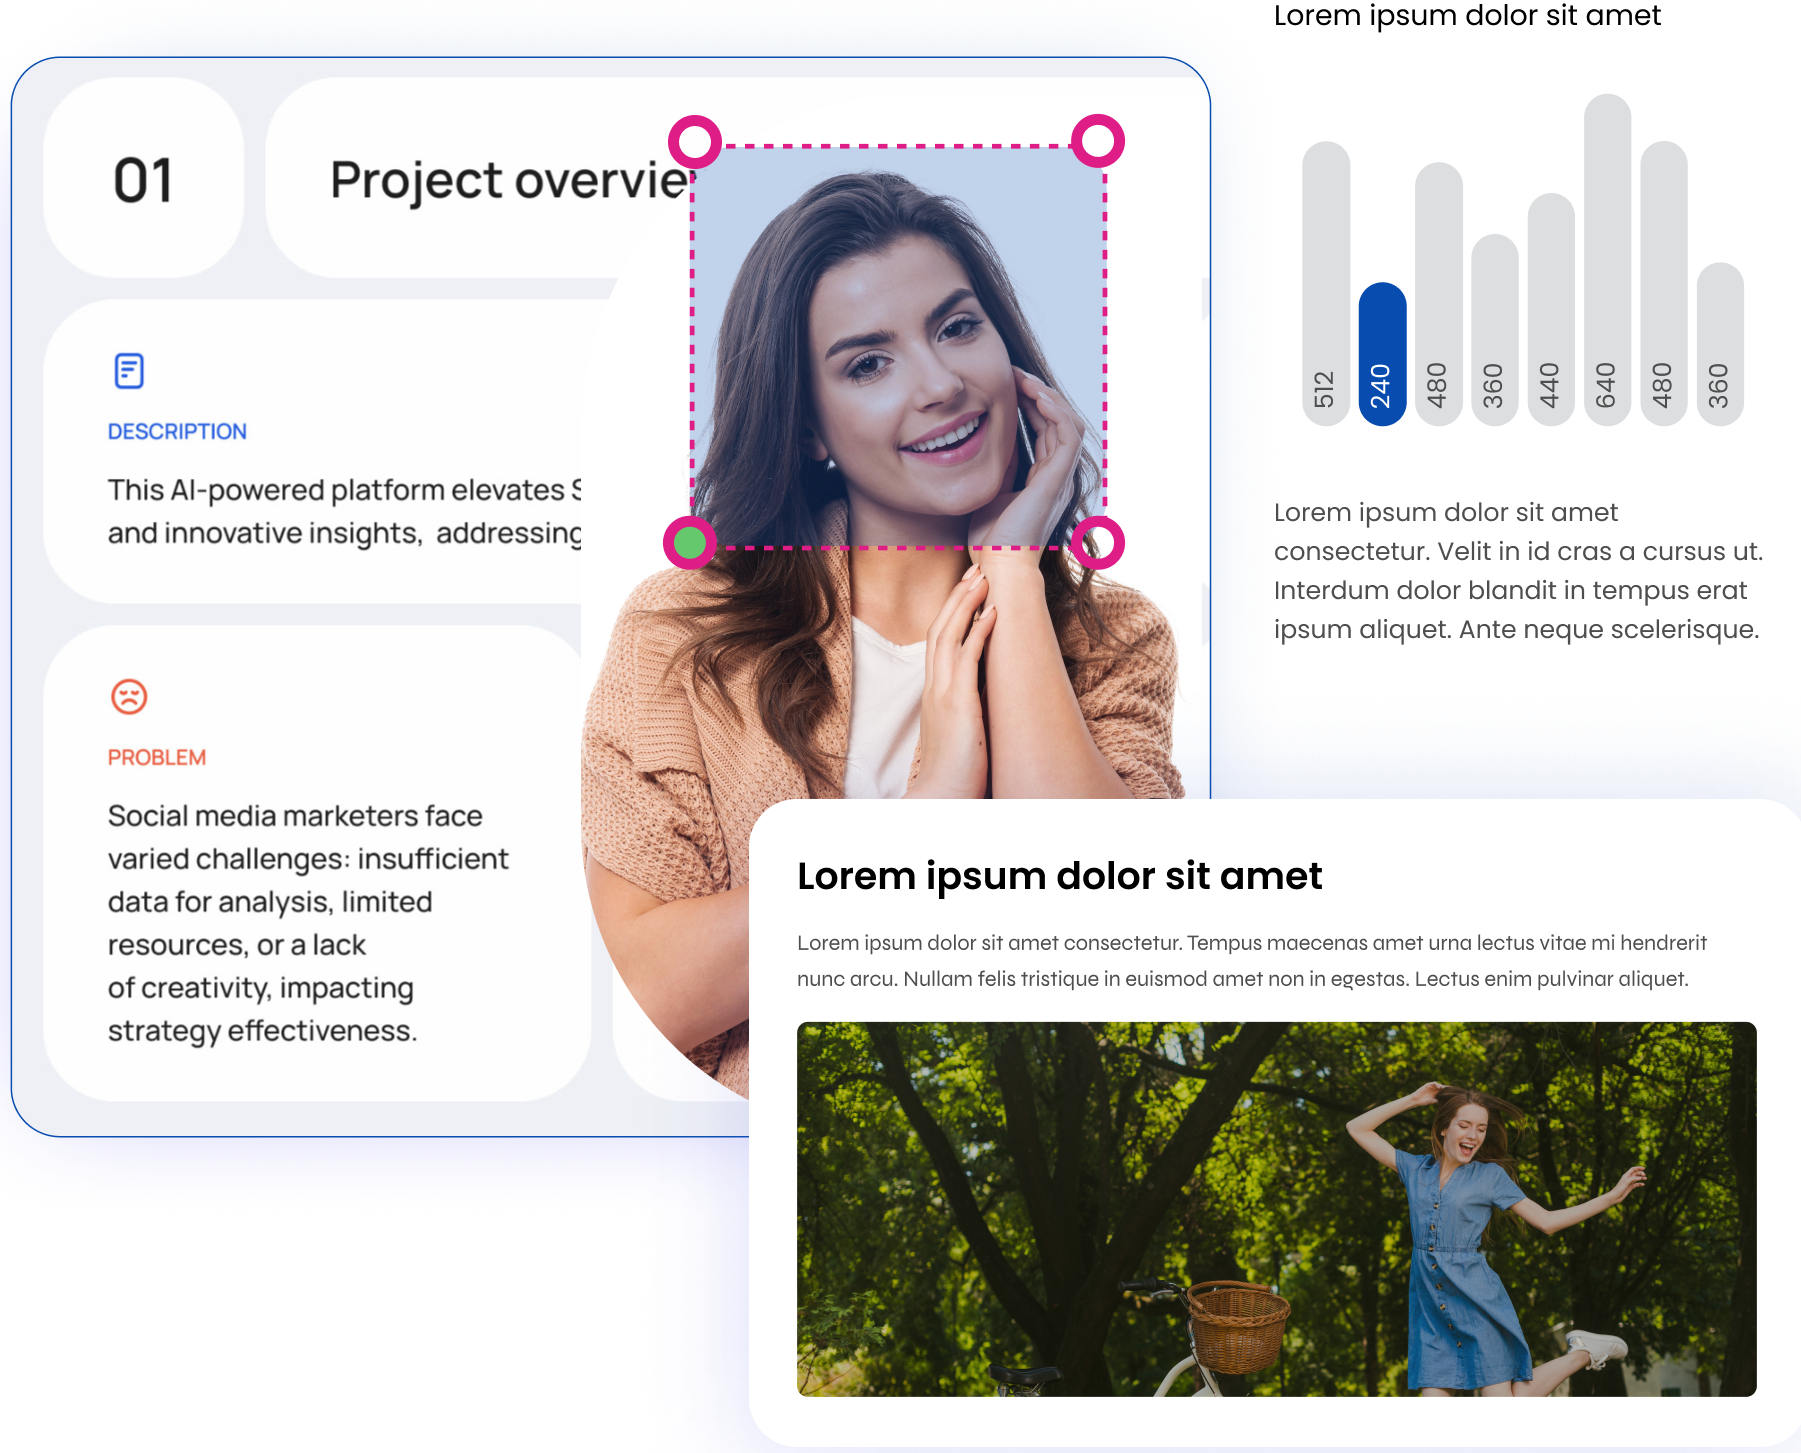 Lorem ipsum dolor sit amet
01
Project overvie
DESCRIPTION
This AI-powered platform elevates
and innovative insights,  addressing
PROBLEM
Social media marketers face
varied challenges: insufficient
data for analysis, limited
resources, or a lack
of creativity, impacting
strategy effectiveness.
512
240
480
360
440
640
480
360
Lorem ipsum dolor sit amet
consectetur. Velit in id cras a cursus ut.
Interdum dolor blandit in tempus erat
ipsum aliquet. Ante neque scelerisque.
Lorem ipsum dolor sit amet
Lorem ipsum dolor sit amet consectetur. Tempus maecenas amet urna lectus vitae mi hendrerit
nunc arcu. Nullam felis tristique in euismod amet non in egestas. Lectus enim pulvinar aliquet.